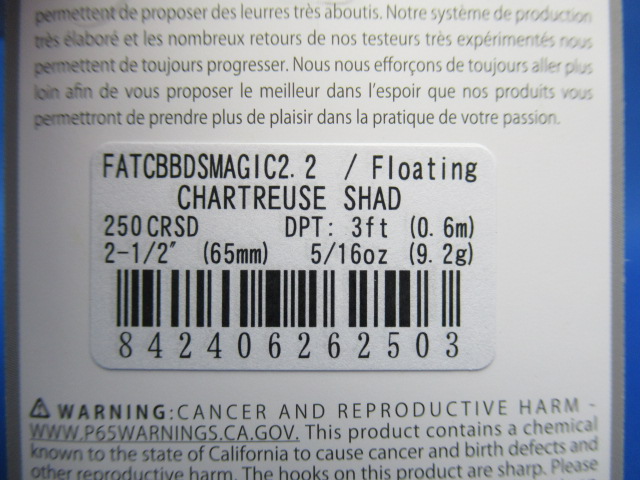 permettent de proposer des leurres très aboutis. Notre système de production
très élaboré et les nombreux retours de nos testeurs très expérimentés nous
permettent de toujours progresser. Nous nous efforçons de toujours aller plus
loin afin de vous proposer le meilleur dans l'espoir que nos produits vous
permettront de prendre plus de plaisir dans la pratique de votre passion.
FATCBBDSMAGIC2.2 / Floating
CHARTREUSE SHAD
250CRSD DPT: 3ft (0.6m)
2-1/2" (65mm) 5/16oz (9.2g)
842406262503
⚠ WARNING:CANCER AND REPRODUCTIVE HARM -
WWW.P65WARNINGS.CA.GOV. This product contains a chemical
known to the state of California to cause cancer and birth defects and
other reproductive harm. The hooks on this product are sharp. Please